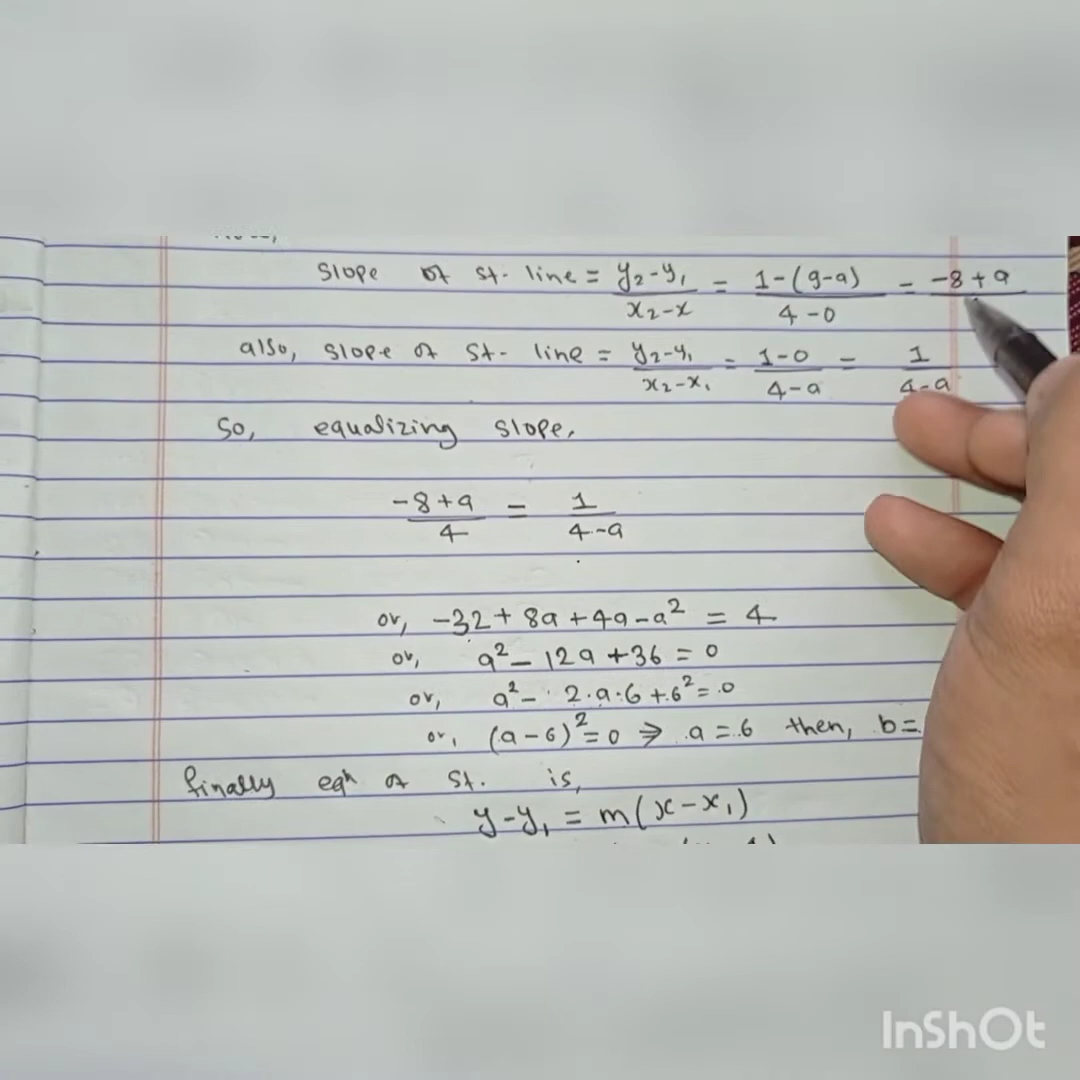 slope of st. line = y₂-y₁/x₂-x = 1-(9-a)/4-0 = -8+a
also, slope of st- line = y₂-y₁/x₂-x₁ = 1-0/4-a = 1/4-a
So, equalizing slope,
-8+a/4 = 1/4-a
or, -32+8a+4a-a² = 4
or, a²-12a+36=0
or, a²-2.a.6+6²=0
or, (a-6)²=0 ⇒ a=6 then, b=
finally eqn of st. is,
y-y₁ = m(x-x₁)
InShOt